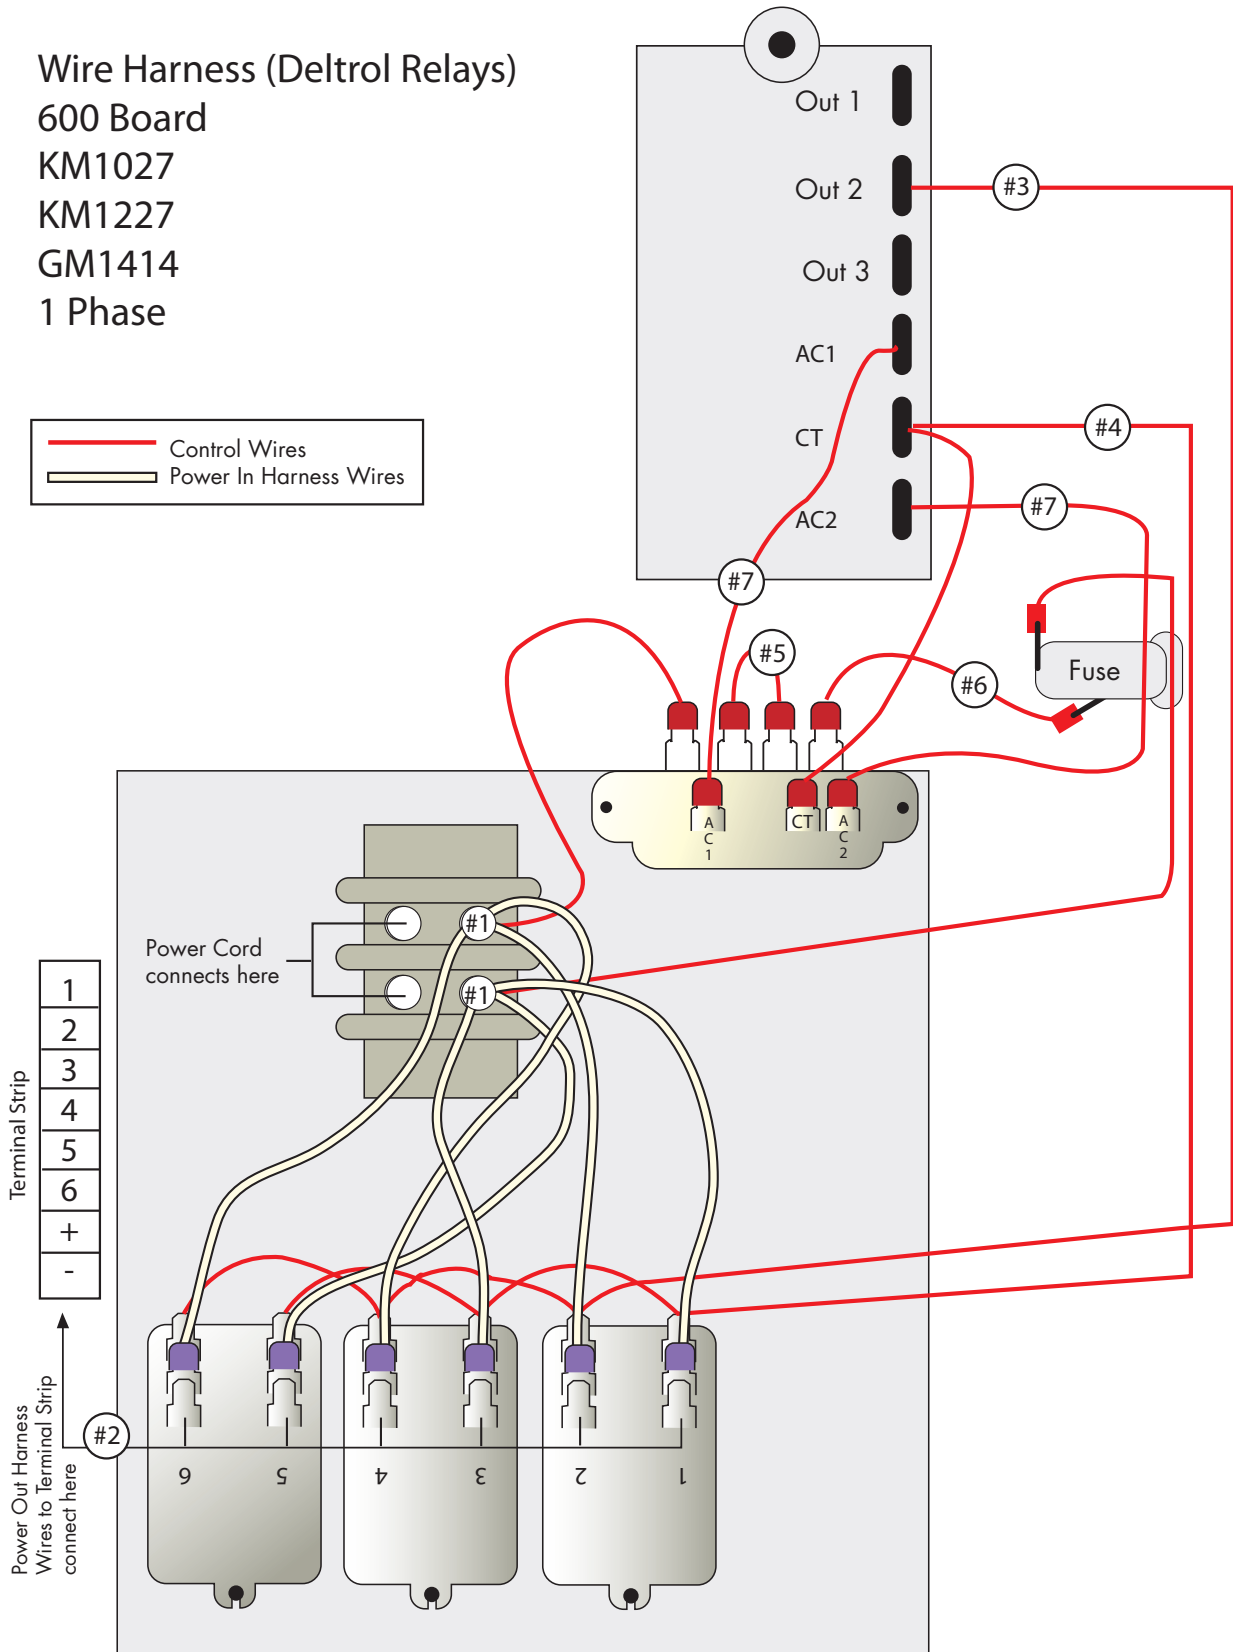 Wire Harness (Deltrol Relays)
600 Board
KM1027
KM1227
GM1414
1 Phase
Control Wires
Power In Harness Wires
Out 1
Out 2
Out 3
AC1
CT
AC2
#3
#4
#7
#7
#5
#6
Fuse
AC1
CT
AC2
#1
#1
Power Cord
connects here
Terminal Strip
1
2
3
4
5
6
+
-
#2
Power Out Harness
Wires to Terminal Strip
connect here
6
5
4
3
2
1